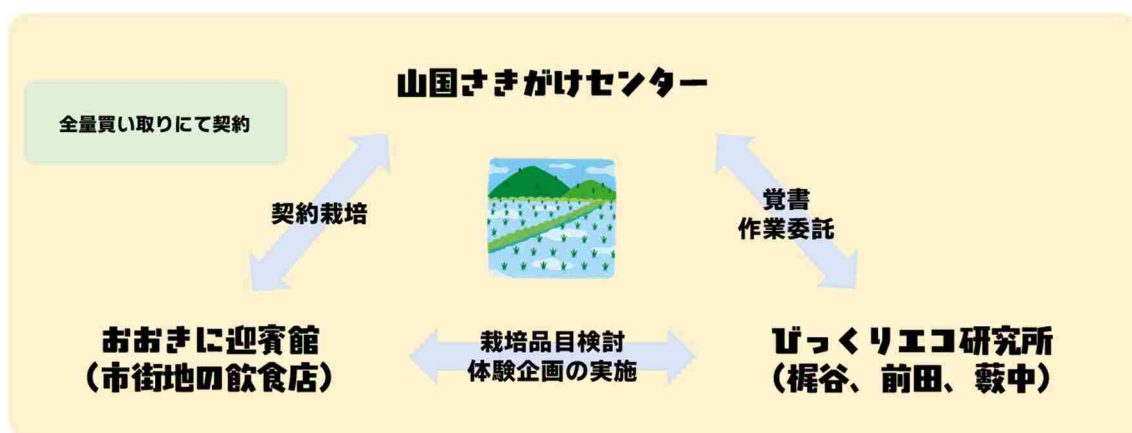 山国さきがけセンター
全量買い取りにて契約
契約栽培
覚書
作業委託
おおきに迎賓館
（市街地の飲食店）
栽培品目検討
体験企画の実施
びっくりエコ研究所
（梶谷、前田、藪中）